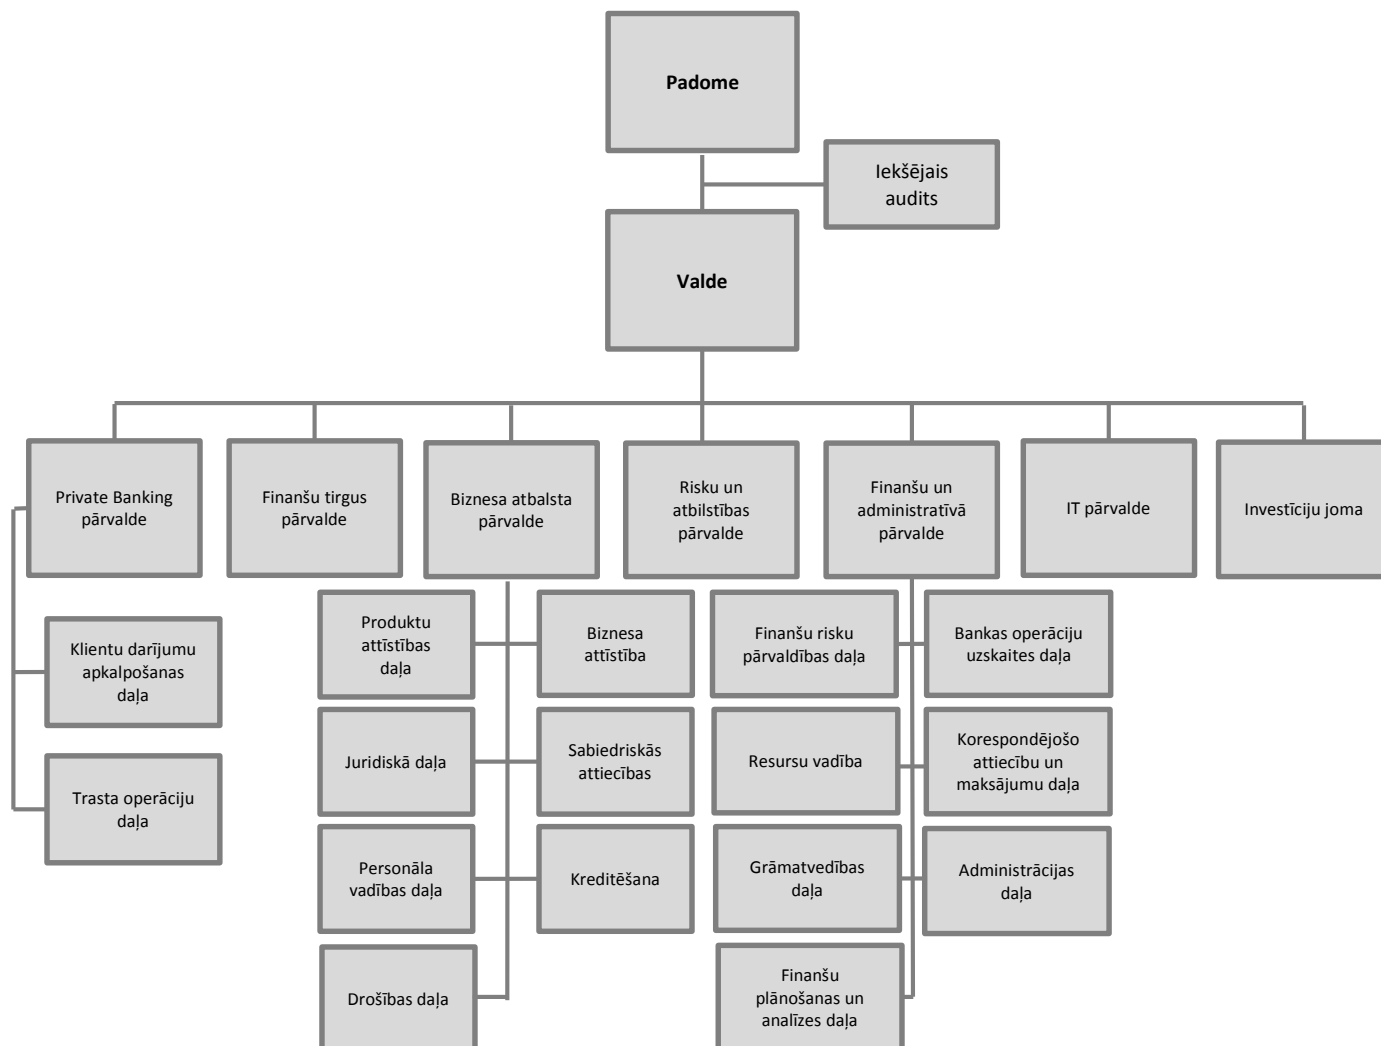 Padome
Iekšējais
audits
Valde
Private Banking
pārvalde
Finanšu tirgus
pārvalde
Biznesa atbalsta
pārvalde
Risku un
atbilstības
pārvalde
Finanšu un
administratīvā
pārvalde
IT pārvalde
Investīciju joma
Klientu darījumu
apkalpošanas
daļa
Trasta operāciju
daļa
Produktu
attīstības
daļa
Biznesa
attīstība
Juridiskā daļa
Sabiedriskās
attiecības
Personāla
vadības daļa
Kreditēšana
Drošības daļa
Finanšu risku
pārvaldības daļa
Bankas operāciju
uzskaites daļa
Resursu vadība
Korespondējošo
attiecību un
maksājumu daļa
Grāmatvedības
daļa
Administrācijas
daļa
Finanšu
plānošanas un
analīzes daļa